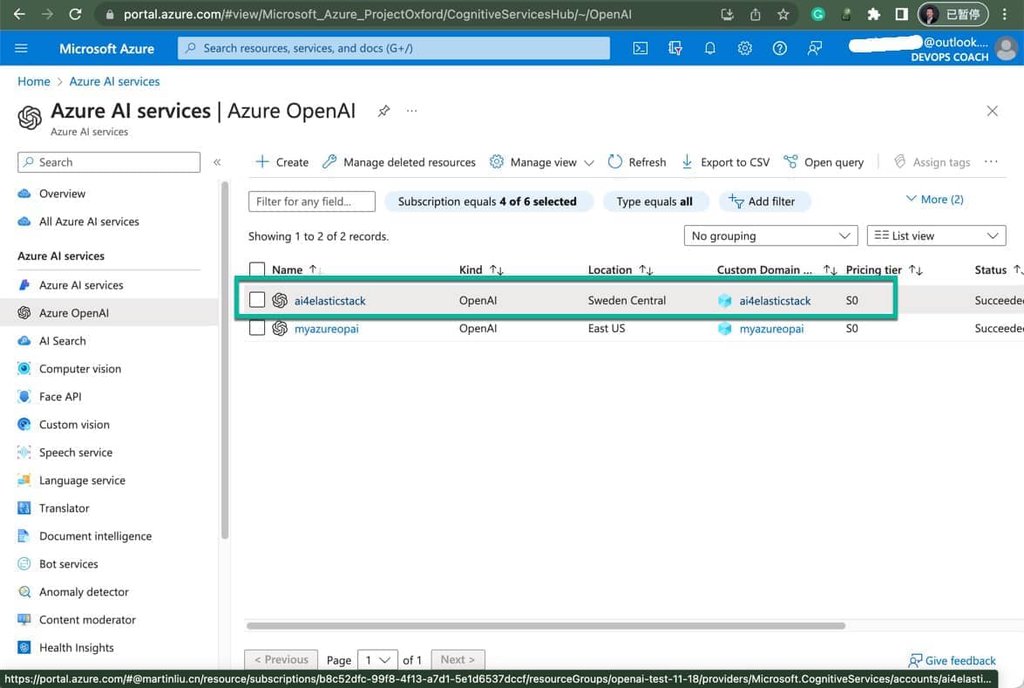 portal.azure.com/#view/Microsoft_Azure_ProjectOxford/CognitiveServicesHub/~/OpenAI
已暂停
Microsoft Azure
Search resources, services, and docs (G+/)
@outlook....
DEVOPS COACH
Home > Azure AI services
Azure AI services | Azure OpenAI
Azure AI services
Search
Create
Manage deleted resources
Manage view
Refresh
Export to CSV
Open query
Assign tags
Overview
All Azure AI services
Azure AI services
Azure AI services
Azure OpenAI
AI Search
Computer vision
Face API
Custom vision
Speech service
Language service
Translator
Document intelligence
Bot services
Anomaly detector
Content moderator
Health Insights
Filter for any field...
Subscription equals 4 of 6 selected
Type equals all
Add filter
More (2)
Showing 1 to 2 of 2 records.
No grouping
List view
Name ↑ Kind ↑↓ Location ↑↓ Custom Domain ... ↑↓ Pricing tier ↑↓ Status ↑
ai4elasticstack OpenAI Sweden Central ai4elasticstack S0 Succeede
myazureopai OpenAI East US myazureopai S0 Succeede
< Previous Page 1 of 1 Next >
Give feedback
https://portal.azure.com/#@martinliu.cn/resource/subscriptions/b8c52dfc-99f8-4f13-a7d1-5e1d6537dccf/resourceGroups/openai-test-11-18/providers/Microsoft.CognitiveServices/accounts/ai4elasti...